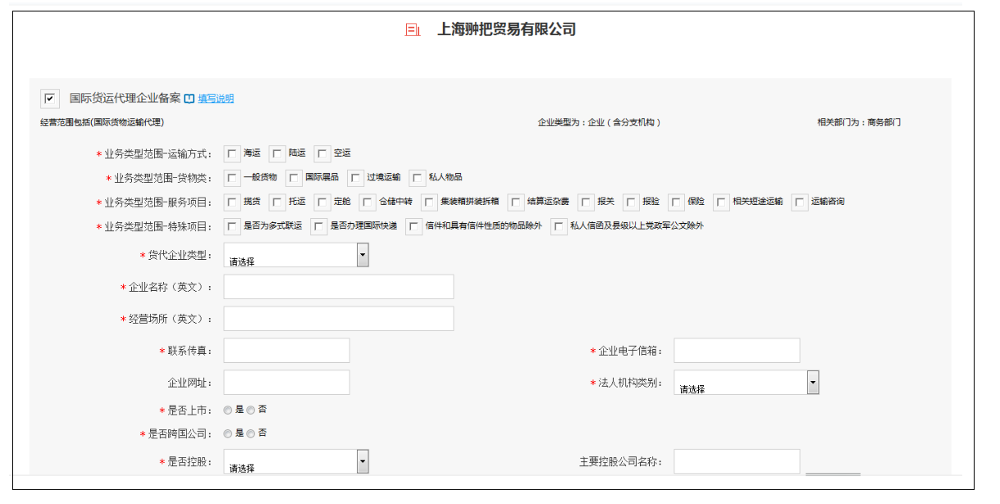 上海翀把贸易有限公司
国际货运代理企业备案 填写说明
经营范围包括(国际货物运输代理) 企业类型为：企业（含分支机构） 相关部门为：商务部门
*业务类型范围-运输方式： 海运 陆运 空运
*业务类型范围-货物类： 一般货物 国际展品 过境运输 私人物品
*业务类型范围-服务项目： 揽货 托运 定舱 仓储中转 集装箱拼装拆箱 结算运杂费 报关 报验 保险 相关短途运输 运输咨询
*业务类型范围-特殊项目： 是否为多式联运 是否办理国际快递 信件和具有信件性质的物品除外 私人信函及县级以上党政军公文除外
*货代企业类型： 请选择
*企业名称（英文）：
*经营场所（英文）：
*联系传真： *企业电子信箱：
企业网址： *法人机构类别： 请选择
*是否上市： 是 否
*是否跨国公司： 是 否
*是否控股： 请选择 主要控股公司名称：